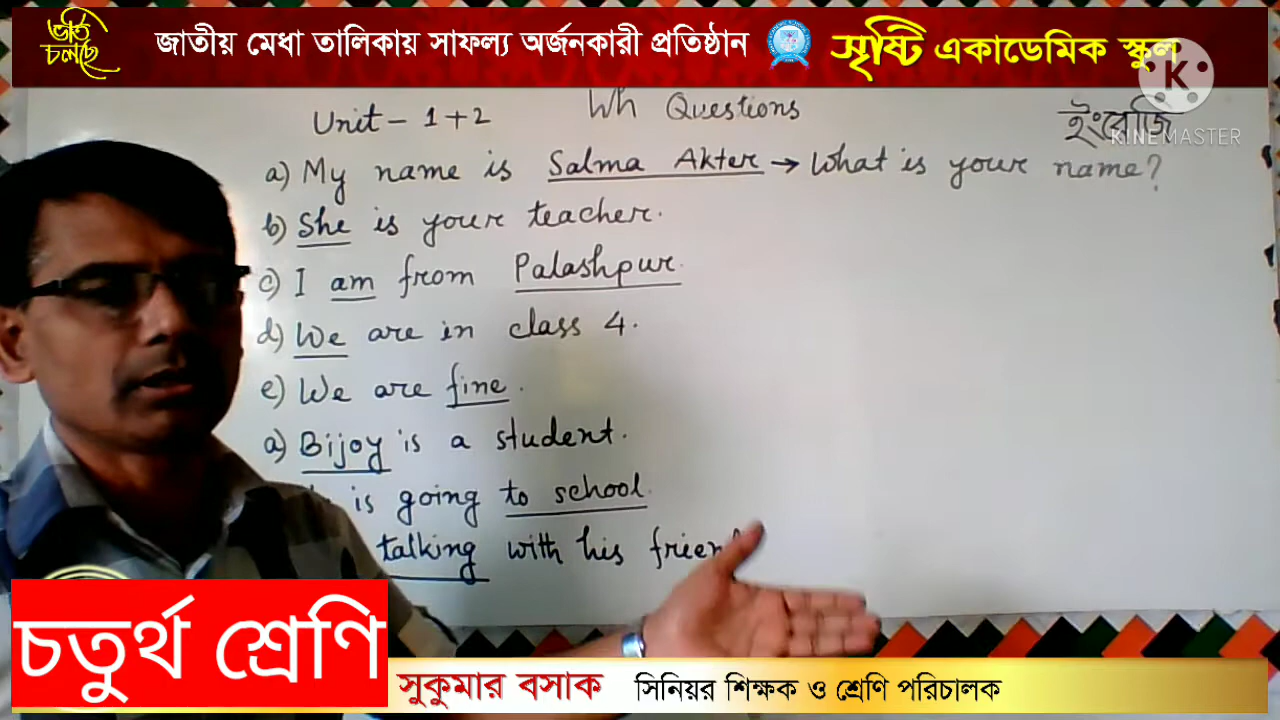 ভর্তি চলছে
জাতীয় মেধা তালিকায় সাফল্য অর্জনকারী প্রতিষ্ঠান সৃষ্টি একাডেমিক স্কুল
K
KINEMASTER
Unit - 1+2 Wh Questions ইংরেজি
a) My name is Salma Akter → What is your name?
b) She is your teacher.
c) I am from Palashpur.
d) We are in class 4.
e) We are fine.
a) Bijoy is a student.
is going to school.
talking with his
চতুর্থ শ্রেণি
সুকুমার বসাক সিনিয়র শিক্ষক ও শ্রেণি পরিচালক